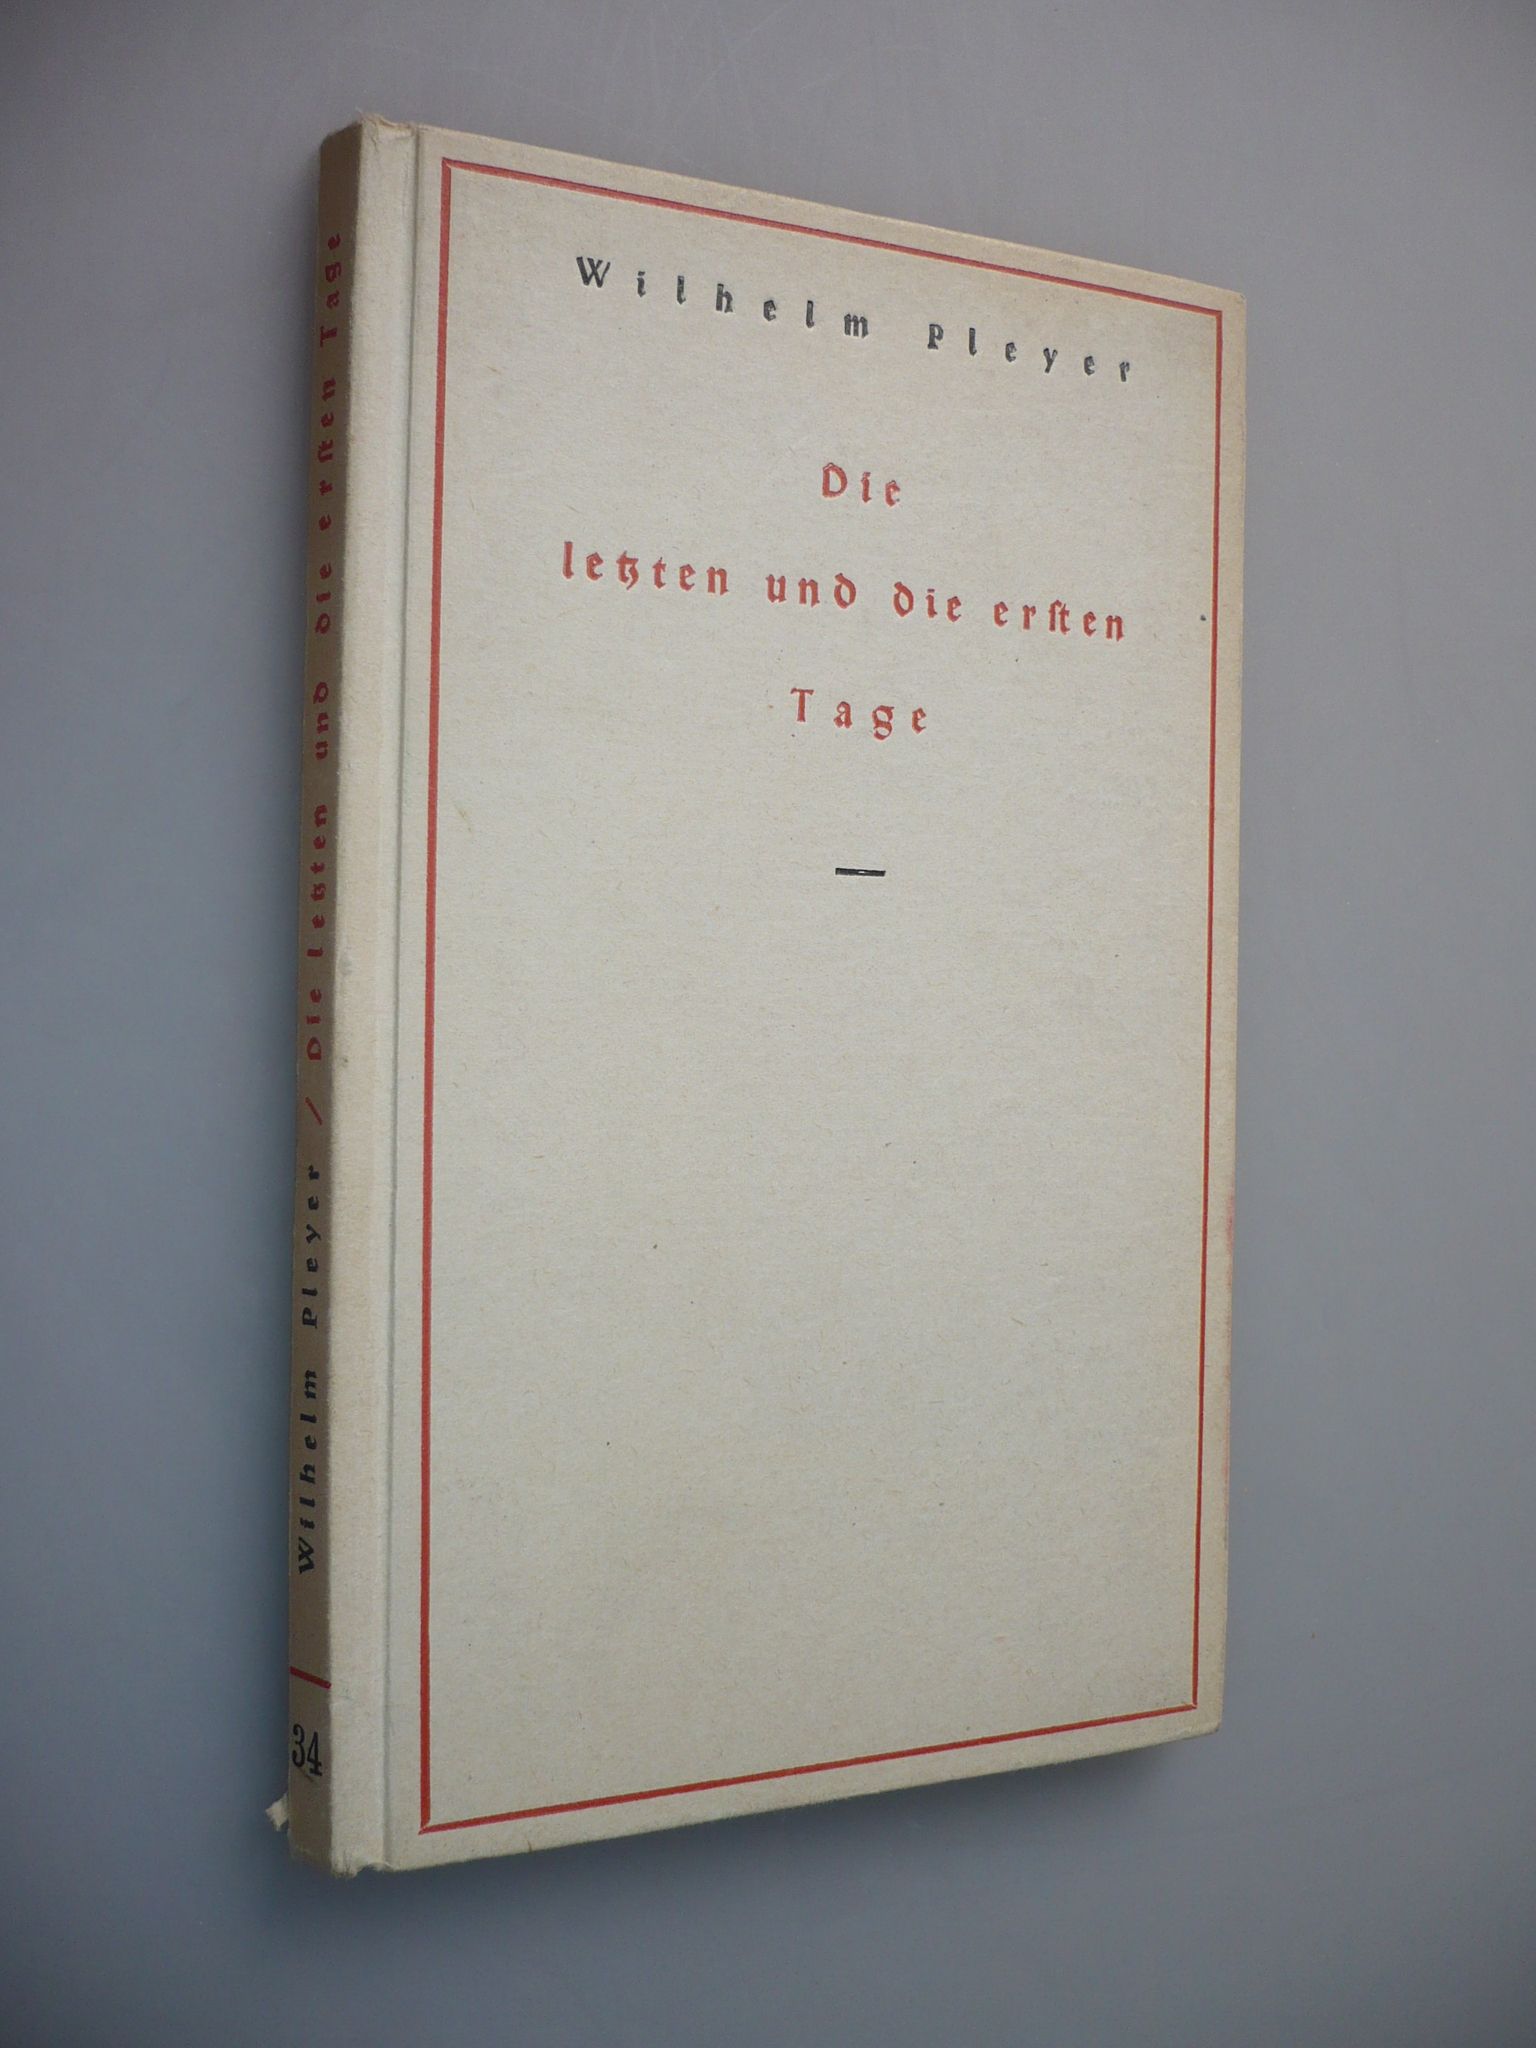 Wilhelm Pleyer
Die
letzten und die ersten
Tage
Wilhelm Pleyer / Die letzten und die ersten Tage
34